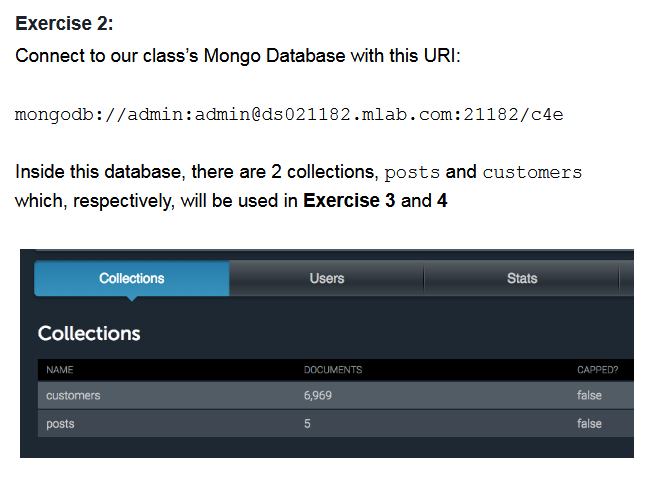 Exercise 2:
Connect to our class’s Mongo Database with this URI:
mongodb://admin:admin@ds021182.mlab.com:21182/c4e
Inside this database, there are 2 collections, posts and customers
which, respectively, will be used in Exercise 3 and 4
Collections Users Stats
Collections
NAME DOCUMENTS CAPPED?
customers 6,969 false
posts 5 false